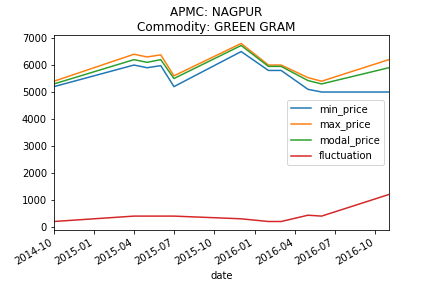 APMC: NAGPUR
Commodity: GREEN GRAM
7000
6000
5000
4000
3000
2000
1000
0
min_price
max_price
modal_price
fluctuation
2014-10
2015-01
2015-04
2015-07
2015-10
2016-01
2016-04
2016-07
2016-10
date